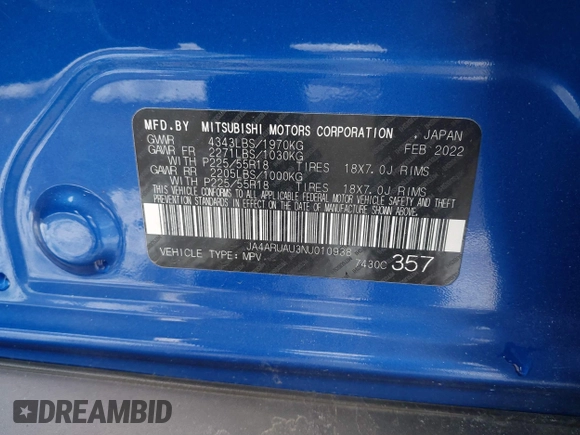 MFD.BY MITSUBISHI MOTORS CORPORATION , JAPAN
GVWR 4343LBS/1970KG FEB 2022
GAWR FR 2271LBS/1030KG
WITH P225/55R18 TIRES 18X7.0J RIMS
GAWR RR 2205LBS/1000KG
WITH P225/55R18 TIRES 18X7.0J RIMS
THIS VEHICLE CONFORMS TO ALL APPLICABLE FEDERAL MOTOR VEHICLE SAFETY AND THEFT
PREVENTION STANDARDS IN EFFECT ON THE DATE OF MANUFACTURE SHOWN ABOVE.
JA4ARUAU3NU010938
VEHICLE TYPE: MPV 7430C 357
DREAMBID